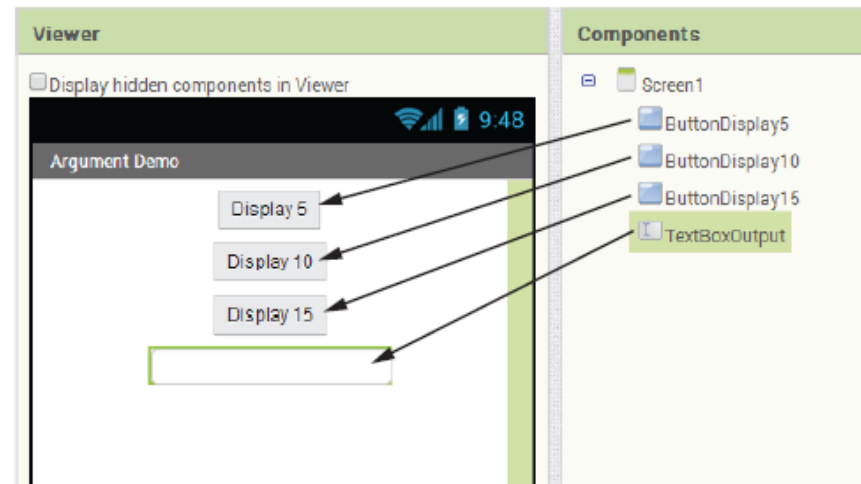 Viewer
Display hidden components in Viewer
9:48
Argument Demo
Display 5
Display 10
Display 15
Components
Screen1
ButtonDisplay5
ButtonDisplay10
ButtonDisplay15
TextBoxOutput